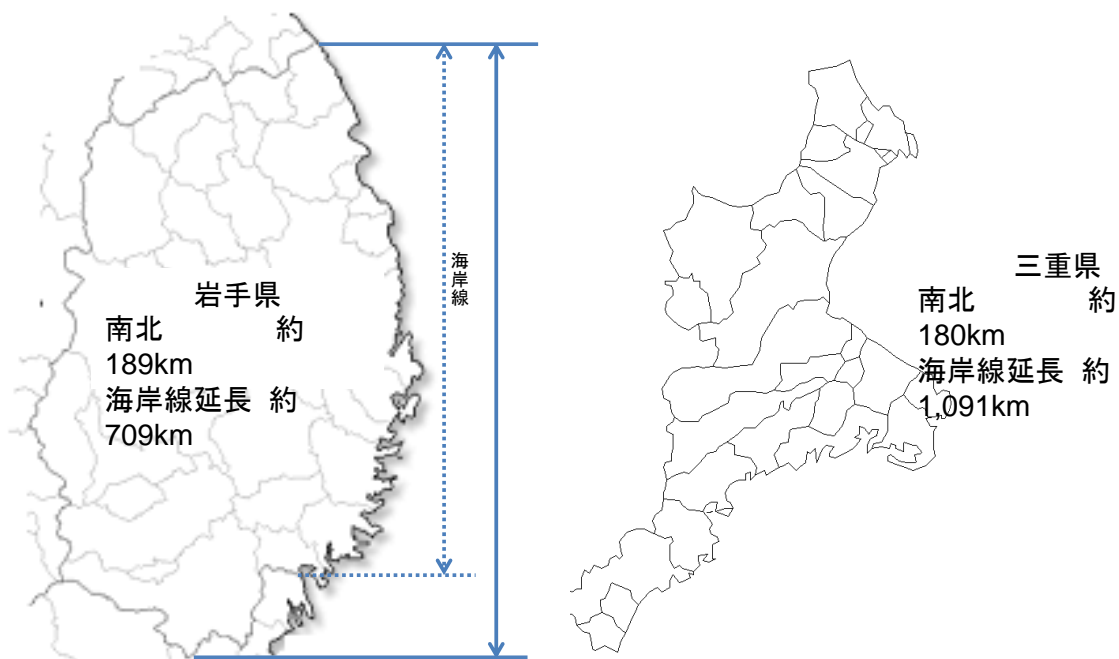 岩手県
南北 約
189km
海岸線延長 約
709km
海岸線
三重県
南北 約
180km
海岸線延長 約
1,091km